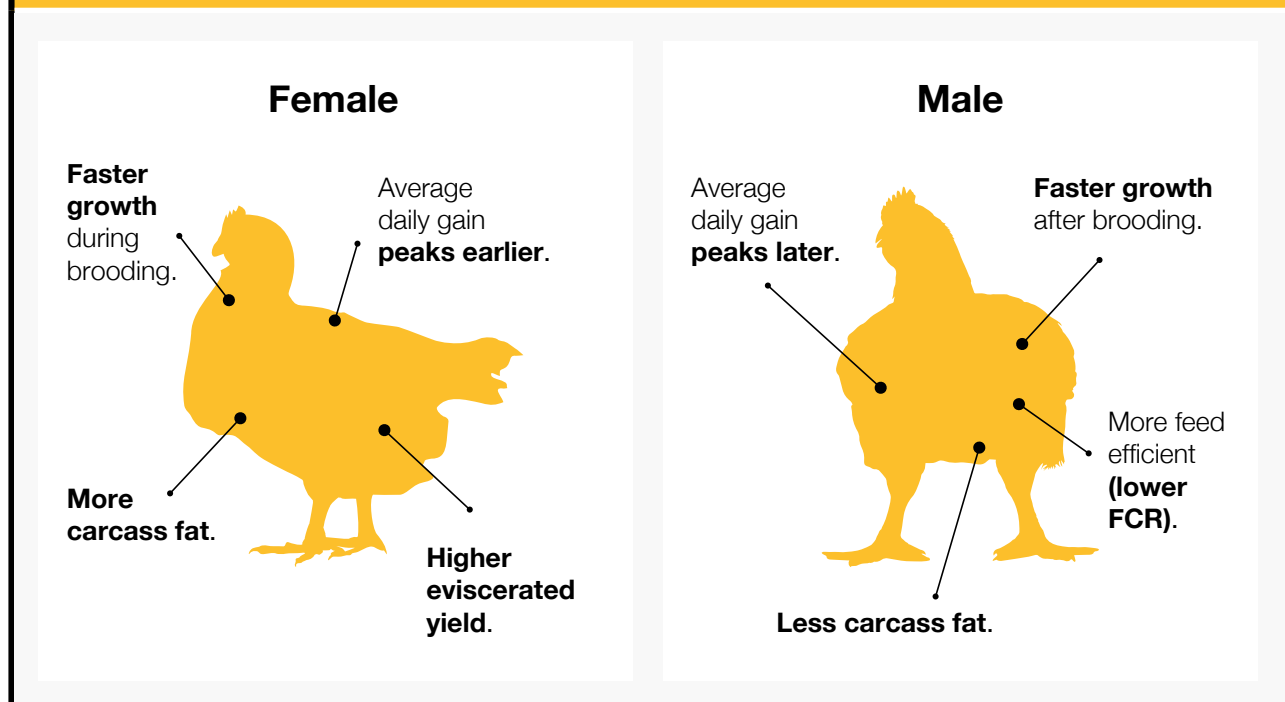 Female
Faster
growth
during
brooding.
Average
daily gain
peaks earlier.
More
carcass fat.
Higher
eviscerated
yield.
Male
Average
daily gain
peaks later.
Faster growth
after brooding.
More feed
efficient
(lower
FCR).
Less carcass fat.